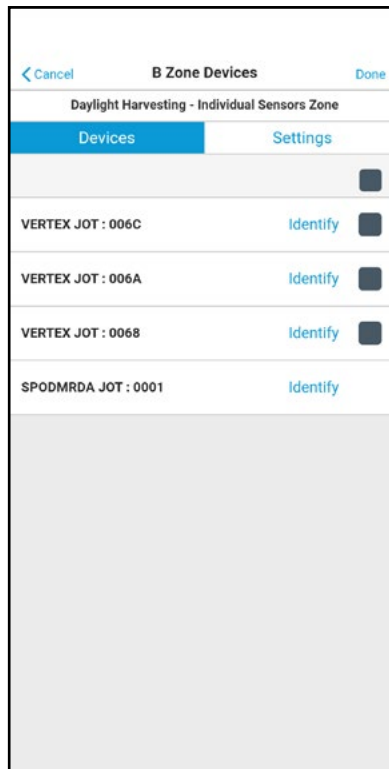 Cancel B Zone Devices Done
Daylight Harvesting - Individual Sensors Zone
Devices Settings
VERTEX JOT : 006C Identify
VERTEX JOT : 006A Identify
VERTEX JOT : 0068 Identify
SPODMRDA JOT : 0001 Identify